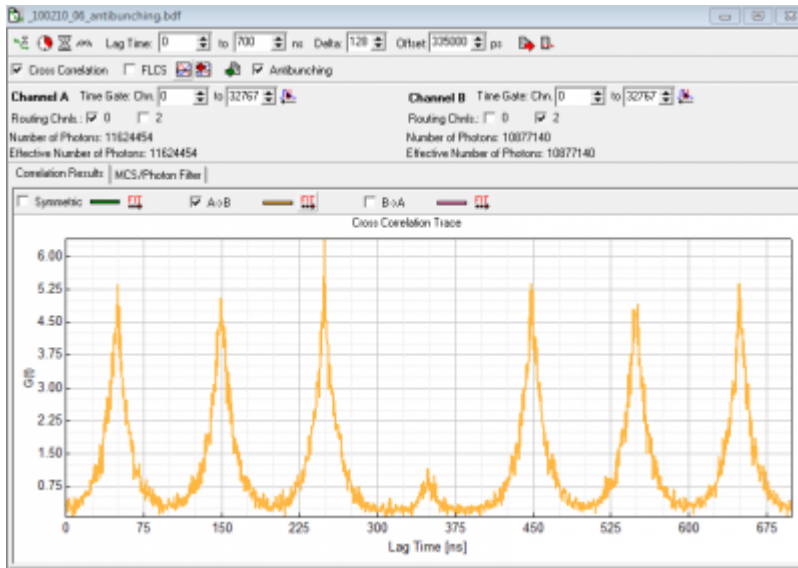 _100210_06_antibunching.bdf
Lag Time: 0 to 700 ns Delta: 128 Offset: 335000 ps
Cross Correlation FLCS Antibunching
Channel A Time Gate: Chn. 0 to 32767
Channel B Time Gate: Chn. 0 to 32767
Routing Chnls.: 0 2
Routing Chnls.: 0 2
Number of Photons: 11624454
Number of Photons: 10877140
Effective Number of Photons: 11624454
Effective Number of Photons: 10877140
Correlation Results MCS/Photon Filter
Symmetric FIT A->B FIT B->A FIT
Cross Correlation Trace
6.00
5.25
4.50
3.75
3.00
2.25
1.50
0.75
G(t)
0 75 150 225 300 375 450 525 600 675
Lag Time [ns]